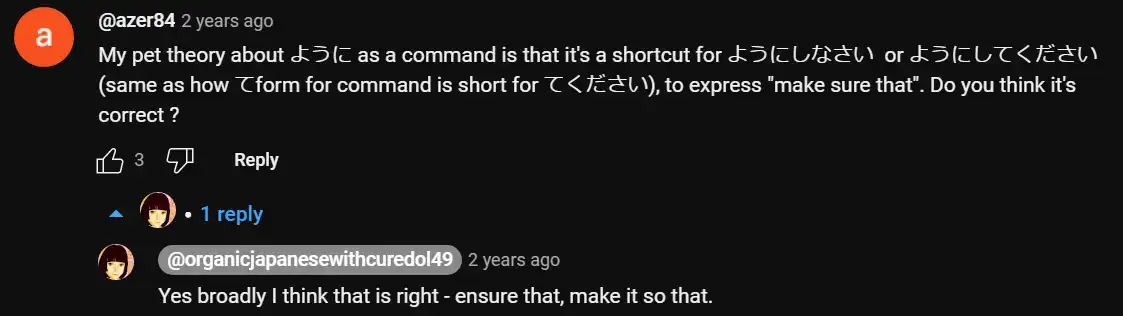 a
@azer84 2 years ago
My pet theory about ように as a command is that it's a shortcut for ようにしなさい or ようにしてください
(same as how てform for command is short for てください), to express "make sure that". Do you think it's
correct ?
3 Reply
• 1 reply
@organicjapanesewithcuredol49 2 years ago
Yes broadly I think that is right - ensure that, make it so that.